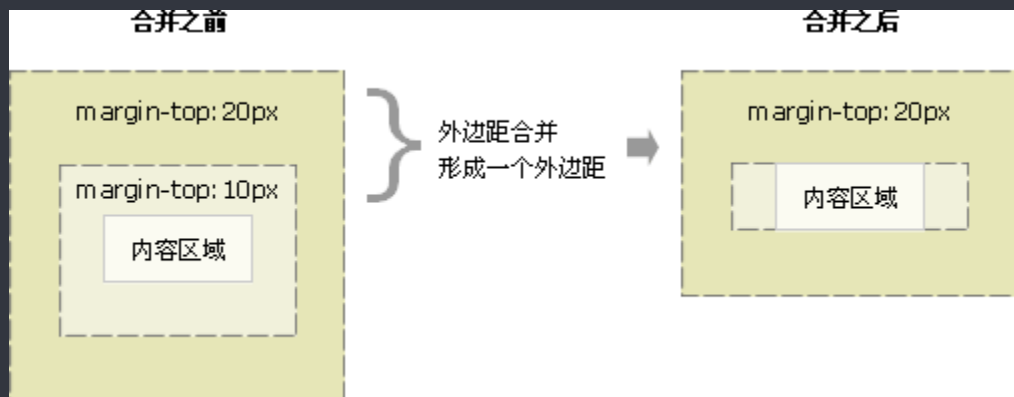 合并之前
margin-top: 20px
margin-top: 10px
内容区域
外边距合并
形成一个外边距
合并之后
margin-top: 20px
内容区域